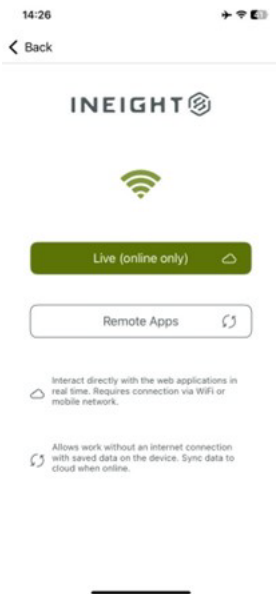 14:26
Back
INEIGHT
Live (online only)
Remote Apps
Interact directly with the web applications in
real time. Requires connection via WiFi or
mobile network.
Allows work without an internet connection
with saved data on the device. Sync data to
cloud when online.